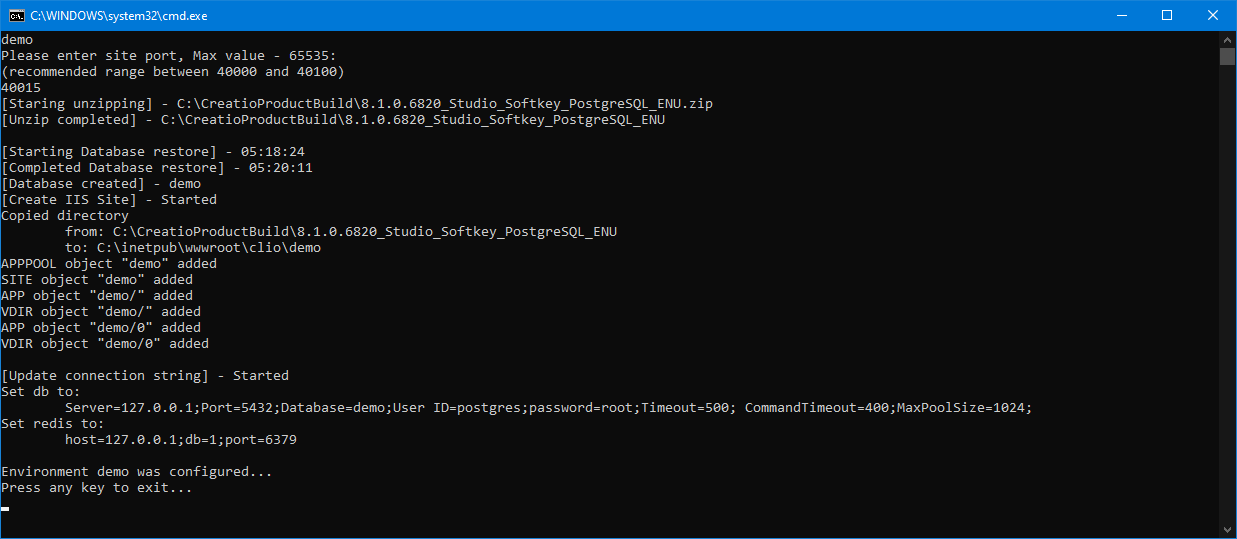 C:\WINDOWS\system32\cmd.exe
demo
Please enter site port, Max value - 65535:
(recommended range between 40000 and 40100)
40015
[Staring unzipping] - C:\CreatioProductBuild\8.1.0.6820_Studio_Softkey_PostgreSQL_ENU.zip
[Unzip completed] - C:\CreatioProductBuild\8.1.0.6820_Studio_Softkey_PostgreSQL_ENU
[Starting Database restore] - 05:18:24
[Completed Database restore] - 05:20:11
[Database created] - demo
[Create IIS Site] - Started
Copied directory
from: C:\CreatioProductBuild\8.1.0.6820_Studio_Softkey_PostgreSQL_ENU
to: C:\inetpub\wwwroot\clio\demo
APPPOOL object "demo" added
SITE object "demo" added
APP object "demo/" added
VDIR object "demo/" added
APP object "demo/0" added
VDIR object "demo/0" added
[Update connection string] - Started
Set db to:
Server=127.0.0.1;Port=5432;Database=demo;User ID=postgres;password=root;Timeout=500; CommandTimeout=400;MaxPoolSize=1024;
Set redis to:
host=127.0.0.1;db=1;port=6379
Environment demo was configured...
Press any key to exit...